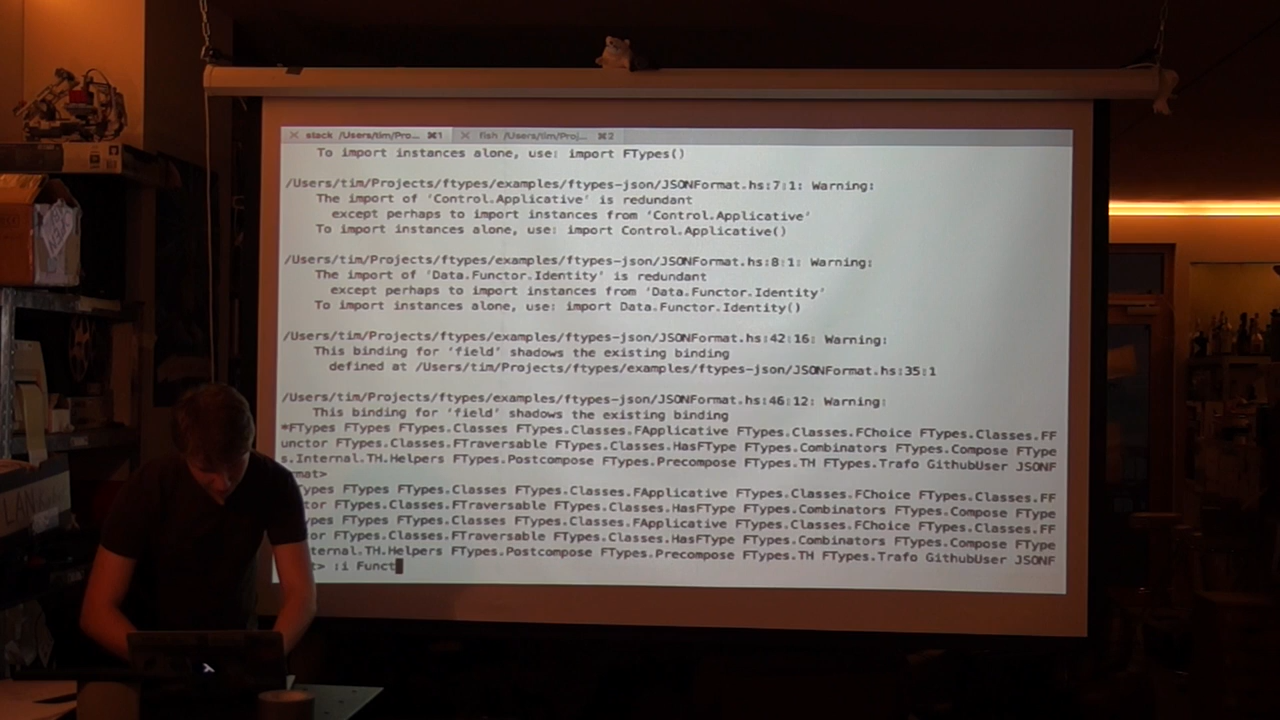 stack /Users/tim/Pro... ⌘1
fish /Users/tim/Proj... ⌘2
To import instances alone, use: import FTypes()
/Users/tim/Projects/ftypes/examples/ftypes-json/JSONFormat.hs:7:1: Warning:
The import of ‘Control.Applicative’ is redundant
except perhaps to import instances from ‘Control.Applicative’
To import instances alone, use: import Control.Applicative()
/Users/tim/Projects/ftypes/examples/ftypes-json/JSONFormat.hs:8:1: Warning:
The import of ‘Data.Functor.Identity’ is redundant
except perhaps to import instances from ‘Data.Functor.Identity’
To import instances alone, use: import Data.Functor.Identity()
/Users/tim/Projects/ftypes/examples/ftypes-json/JSONFormat.hs:42:16: Warning:
This binding for ‘field’ shadows the existing binding
defined at /Users/tim/Projects/ftypes/examples/ftypes-json/JSONFormat.hs:35:1
/Users/tim/Projects/ftypes/examples/ftypes-json/JSONFormat.hs:46:12: Warning:
This binding for ‘field’ shadows the existing binding
*FTypes FTypes FTypes.Classes FTypes.Classes.FApplicative FTypes.Classes.FChoice FTypes.Classes.FF
unctor FTypes.Classes.FTraversable FTypes.Classes.HasFType FTypes.Combinators FTypes.Compose FType
s.Internal.TH.Helpers FTypes.Postcompose FTypes.Precompose FTypes.TH FTypes.Trafo GithubUser JSONF
rmat>
ypes FTypes FTypes.Classes FTypes.Classes.FApplicative FTypes.Classes.FChoice FTypes.Classes.FF
tor FTypes.Classes.FTraversable FTypes.Classes.HasFType FTypes.Combinators FTypes.Compose FType
ypes FTypes FTypes.Classes FTypes.Classes.FApplicative FTypes.Classes.FChoice FTypes.Classes.FF
or FTypes.Classes.FTraversable FTypes.Classes.HasFType FTypes.Combinators FTypes.Compose FType
nternal.TH.Helpers FTypes.Postcompose FTypes.Precompose FTypes.TH FTypes.Trafo GithubUser JSONF
t> :i Funct
LAN